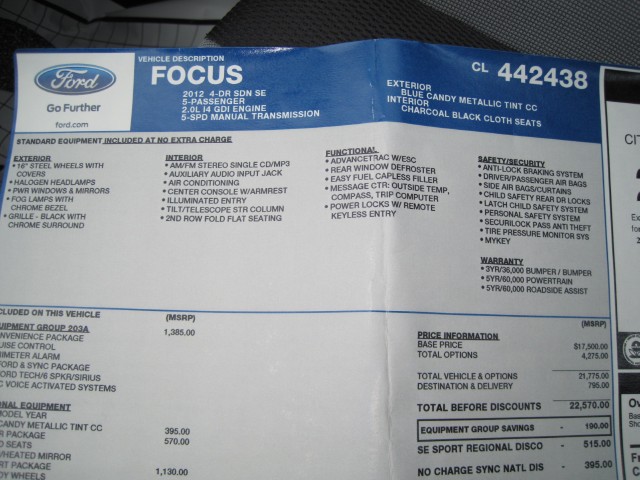 Ford
Go Further
ford.com
VEHICLE DESCRIPTION
FOCUS
2012 4-DR SDN SE
5-PASSENGER
2.0L I4 GDI ENGINE
5-SPD MANUAL TRANSMISSION
CL 442438
EXTERIOR
BLUE CANDY METALLIC TINT CC
INTERIOR
CHARCOAL BLACK CLOTH SEATS
STANDARD EQUIPMENT INCLUDED AT NO EXTRA CHARGE
EXTERIOR
• 16" STEEL WHEELS WITH
COVERS
• HALOGEN HEADLAMPS
• PWR WINDOWS & MIRRORS
• FOG LAMPS WITH
CHROME BEZEL
• GRILLE - BLACK WITH
CHROME SURROUND
INTERIOR
• AM/FM STEREO SINGLE CD/MP3
• AUXILIARY AUDIO INPUT JACK
• AIR CONDITIONING
• CENTER CONSOLE W/ARMREST
• ILLUMINATED ENTRY
• TILT/TELESCOPE STR COLUMN
• 2ND ROW FOLD FLAT SEATING
FUNCTIONAL
• ADVANCETRAC W/ESC
• REAR WINDOW DEFROSTER
• EASY FUEL CAPLESS FILLER
• MESSAGE CTR: OUTSIDE TEMP,
COMPASS, TRIP COMPUTER
• POWER LOCKS W/ REMOTE
KEYLESS ENTRY
SAFETY/SECURITY
• ANTI-LOCK BRAKING SYSTEM
• DRIVER/PASSENGER AIR BAGS
• SIDE AIR BAGS/CURTAINS
• CHILD SAFETY REAR DR LOCKS
• LATCH CHILD SAFETY SYSTEM
• PERSONAL SAFETY SYSTEM
• SECURILOCK PASS ANTI THEFT
• TIRE PRESSURE MONITOR SYS
• MYKEY
WARRANTY
• 3YR/36,000 BUMPER / BUMPER
• 5YR/60,000 POWERTRAIN
• 5YR/60,000 ROADSIDE ASSIST
CLUDED ON THIS VEHICLE (MSRP)
UIPMENT GROUP 203A 1,385.00
NVENIENCE PACKAGE
UISE CONTROL
RIMETER ALARM
FORD & SYNC PACKAGE
FORD TECH/6 SPKR/SIRIUS
C VOICE ACTIVATED SYSTEMS
NAL EQUIPMENT
MODEL YEAR
CANDY METALLIC TINT CC 395.00
R PACKAGE 570.00
D SEATS
/HEATED MIRROR
RT PACKAGE 1,130.00
Y WHEELS
(MSRP)
PRICE INFORMATION
BASE PRICE $17,500.00
TOTAL OPTIONS 4,275.00
TOTAL VEHICLE & OPTIONS 21,775.00
DESTINATION & DELIVERY 795.00
TOTAL BEFORE DISCOUNTS 22,570.00
EQUIPMENT GROUP SAVINGS - 190.00
SE SPORT REGIONAL DISCO - 515.00
NO CHARGE SYNC NATL DIS - 395.00
CIT